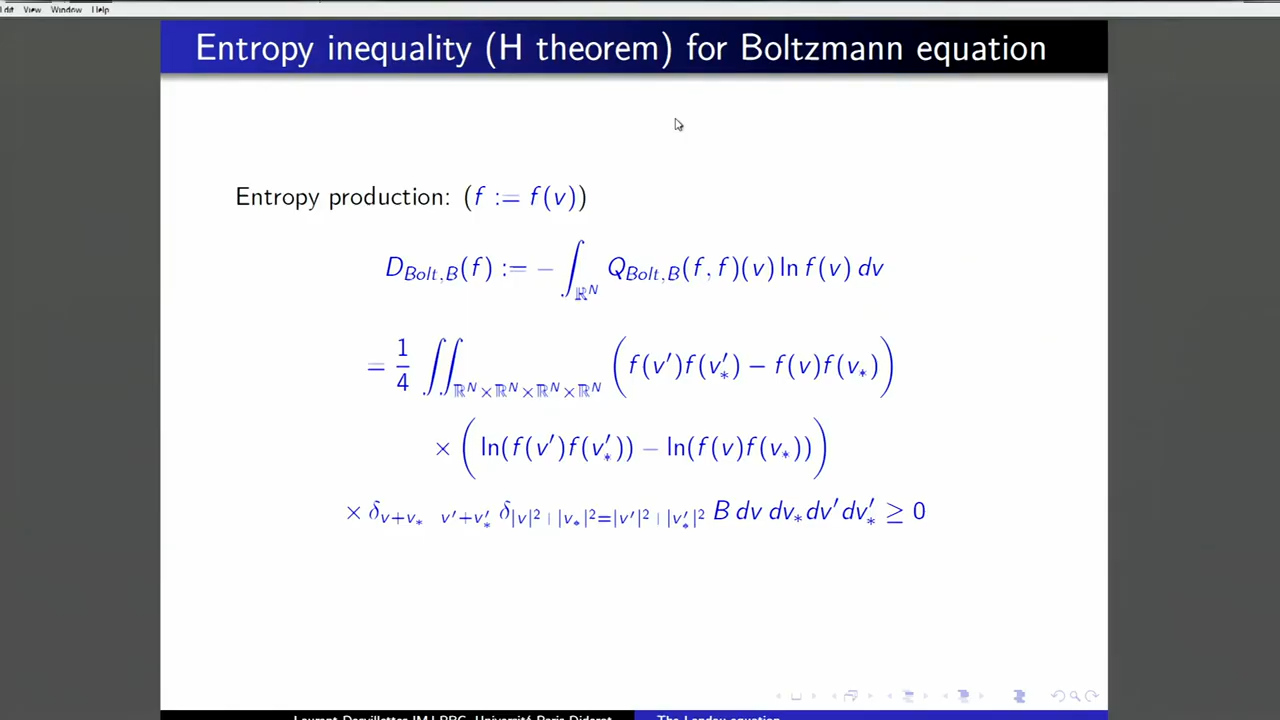 Edit View Window Help
Entropy inequality (H theorem) for Boltzmann equation
Entropy production: (f := f(v))
D_{Bolt,B}(f) := − ∫_{ℝ^N} Q_{Bolt,B}(f, f)(v) ln f(v) dv
= 1/4 ∬_{ℝ^N×ℝ^N×ℝ^N×ℝ^N} ( f(v′)f(v′_*) − f(v)f(v_*) )
× ( ln(f(v′)f(v′_*)) − ln(f(v)f(v_*)) )
× δ_{v+v_* v′+v′_*} δ_{|v|²+|v_*|²=|v′|²+|v′_*|²} B dv dv_* dv′ dv′_* ≥ 0
Laurent Desvillettes IMJ-PRG, Université Paris Diderot The Landau equation